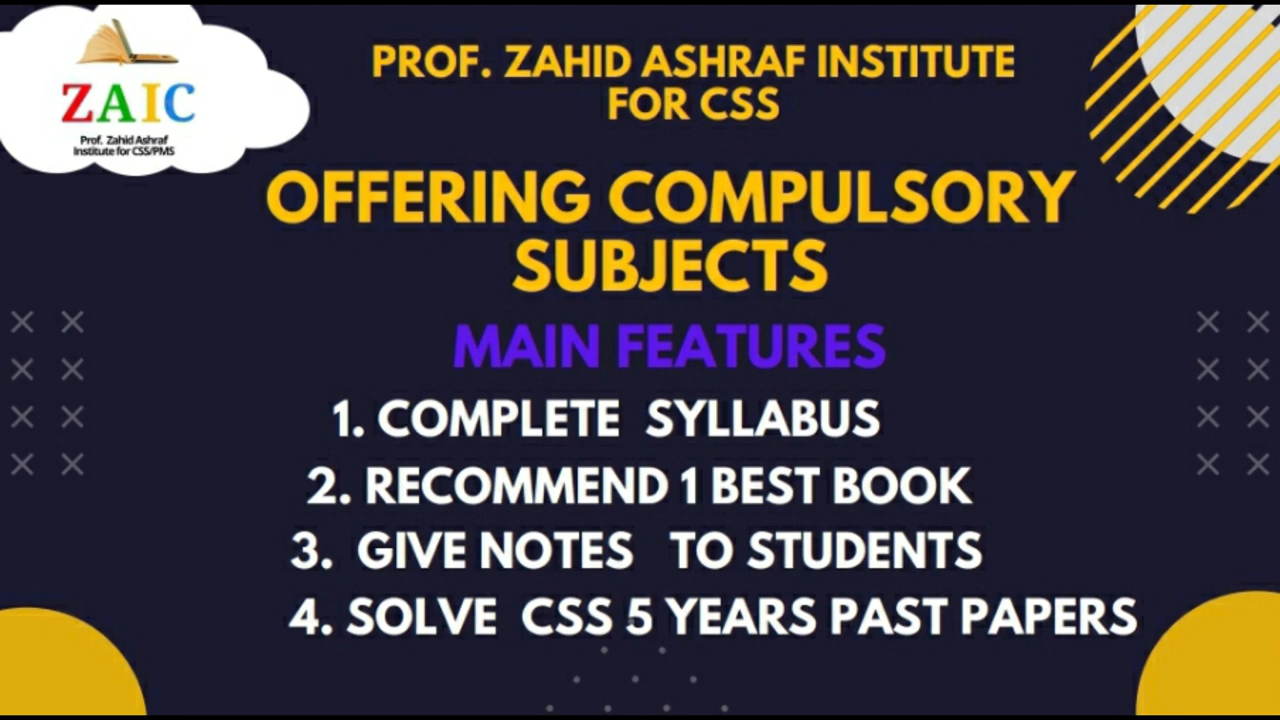 ZAIC
Prof. Zahid Ashraf
Institute for CSS/PMS
PROF. ZAHID ASHRAF INSTITUTE
FOR CSS
OFFERING COMPULSORY
SUBJECTS
MAIN FEATURES
1. COMPLETE SYLLABUS
2. RECOMMEND 1 BEST BOOK
3. GIVE NOTES TO STUDENTS
4. SOLVE CSS 5 YEARS PAST PAPERS